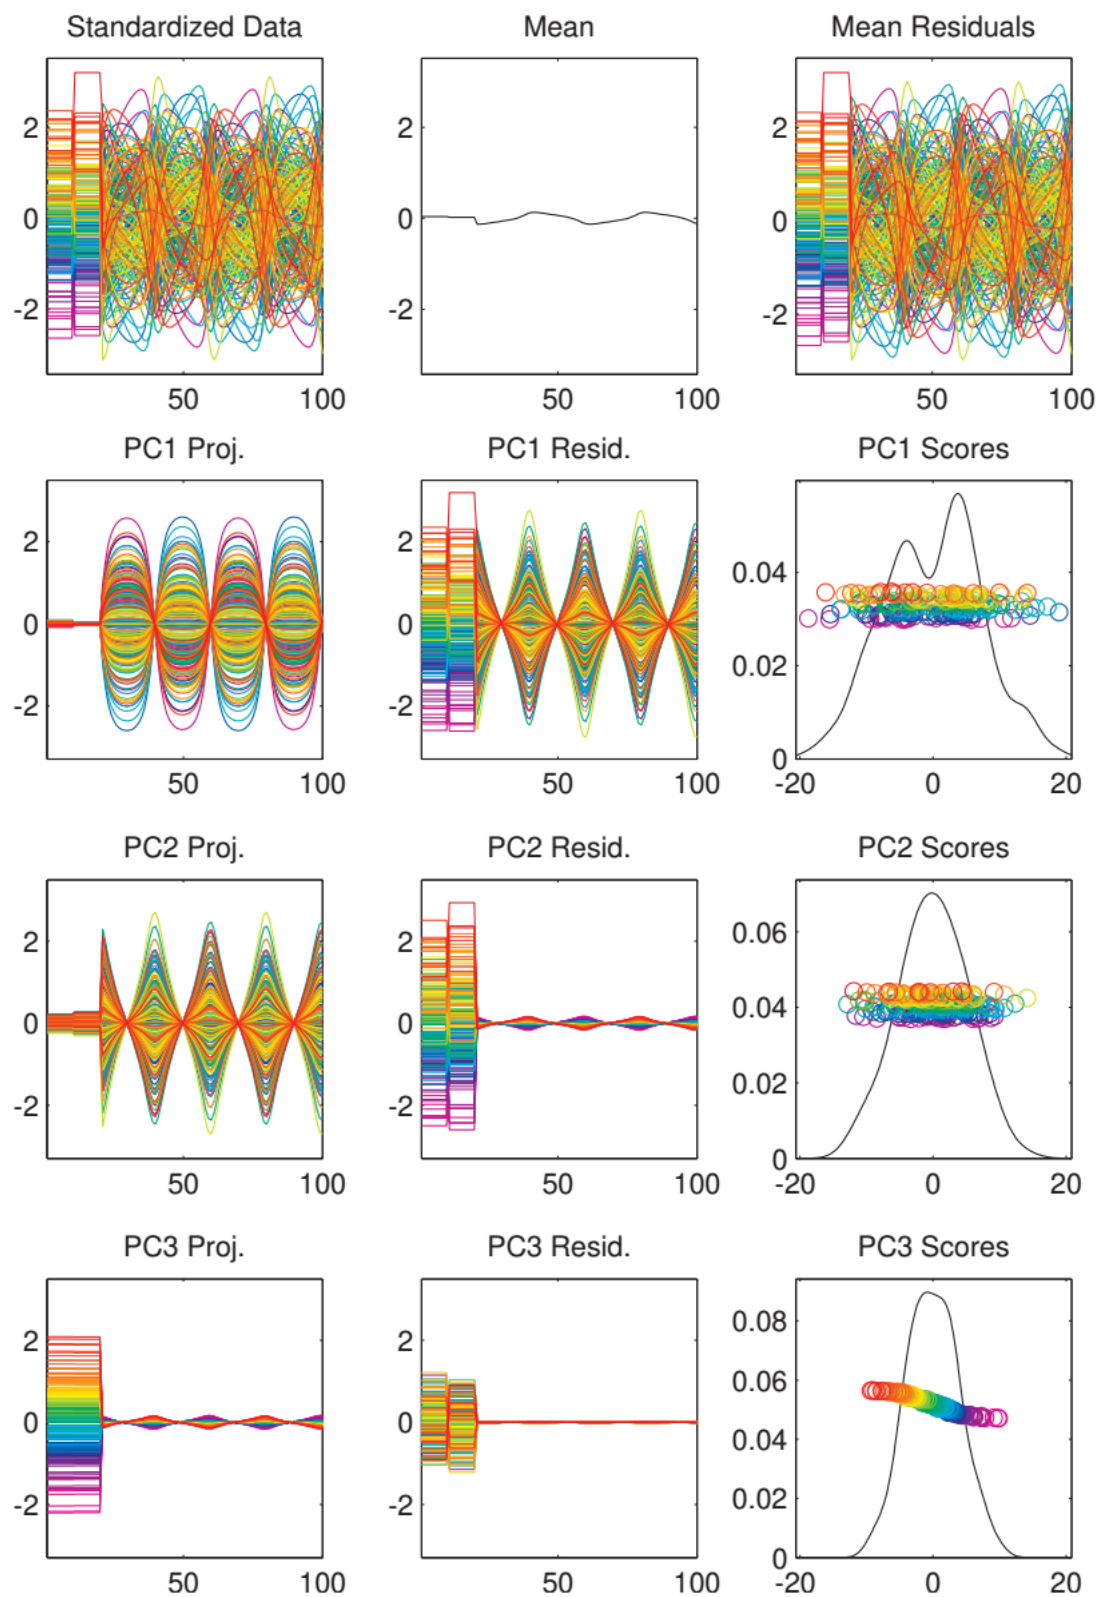 Standardized Data Mean Mean Residuals
2 2 2
0 0 0
-2 -2 -2
50 100 50 100 50 100
PC1 Proj. PC1 Resid. PC1 Scores
2 2 0.04
0 0 0.02
-2 -2 0
50 100 50 100 -20 0 20
PC2 Proj. PC2 Resid. PC2 Scores
2 2 0.06
0 0 0.04
-2 -2 0.02
0
50 100 50 100 -20 0 20
PC3 Proj. PC3 Resid. PC3 Scores
2 2 0.08
0 0 0.06
0.04
-2 -2 0.02
0
50 100 50 100 -20 0 20